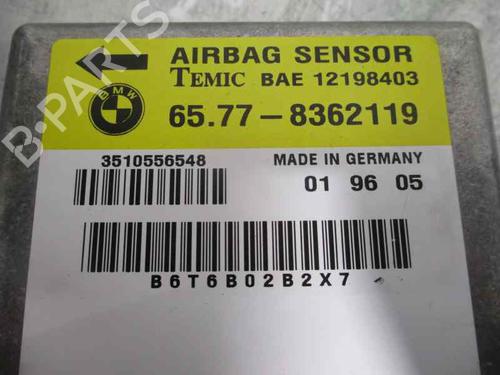 AIRBAG SENSOR
BMW
TEMIC BAE 12198403
65.77-8362119
3510556548
MADE IN GERMANY
01 96 05
B6T6B02B2X7
B-PARTS